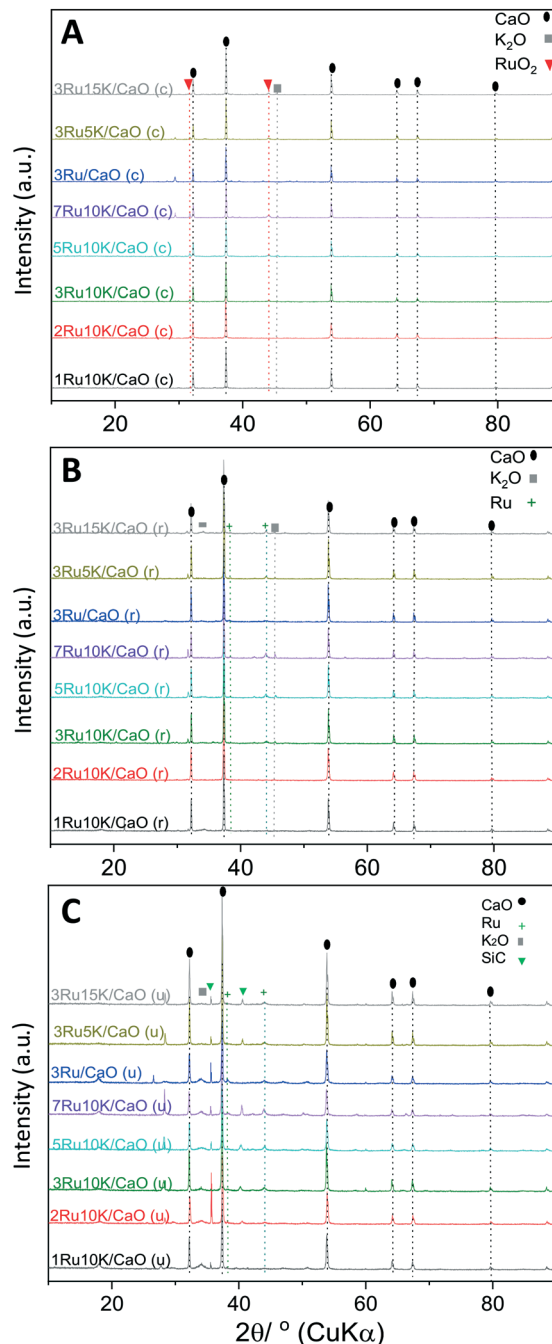 A
CaO
K₂O
RuO₂
3Ru15K/CaO (c)
3Ru5K/CaO (c)
3Ru/CaO (c)
7Ru10K/CaO (c)
5Ru10K/CaO (c)
3Ru10K/CaO (c)
2Ru10K/CaO (c)
1Ru10K/CaO (c)
Intensity (a.u.)
20 40 60 80
B
CaO
K₂O
Ru +
3Ru15K/CaO (r)
3Ru5K/CaO (r)
3Ru/CaO (r)
7Ru10K/CaO (r)
5Ru10K/CaO (r)
3Ru10K/CaO (r)
2Ru10K/CaO (r)
1Ru10K/CaO (r)
Intensity (a.u.)
20 40 60 80
C
CaO
Ru +
K₂O
SiC
3Ru15K/CaO (u)
3Ru5K/CaO (u)
3Ru/CaO (u)
7Ru10K/CaO (u)
5Ru10K/CaO (u)
3Ru10K/CaO (u)
2Ru10K/CaO (u)
1Ru10K/CaO (u)
Intensity (a.u.)
20 40 60 80
2θ/ ° (CuKα)